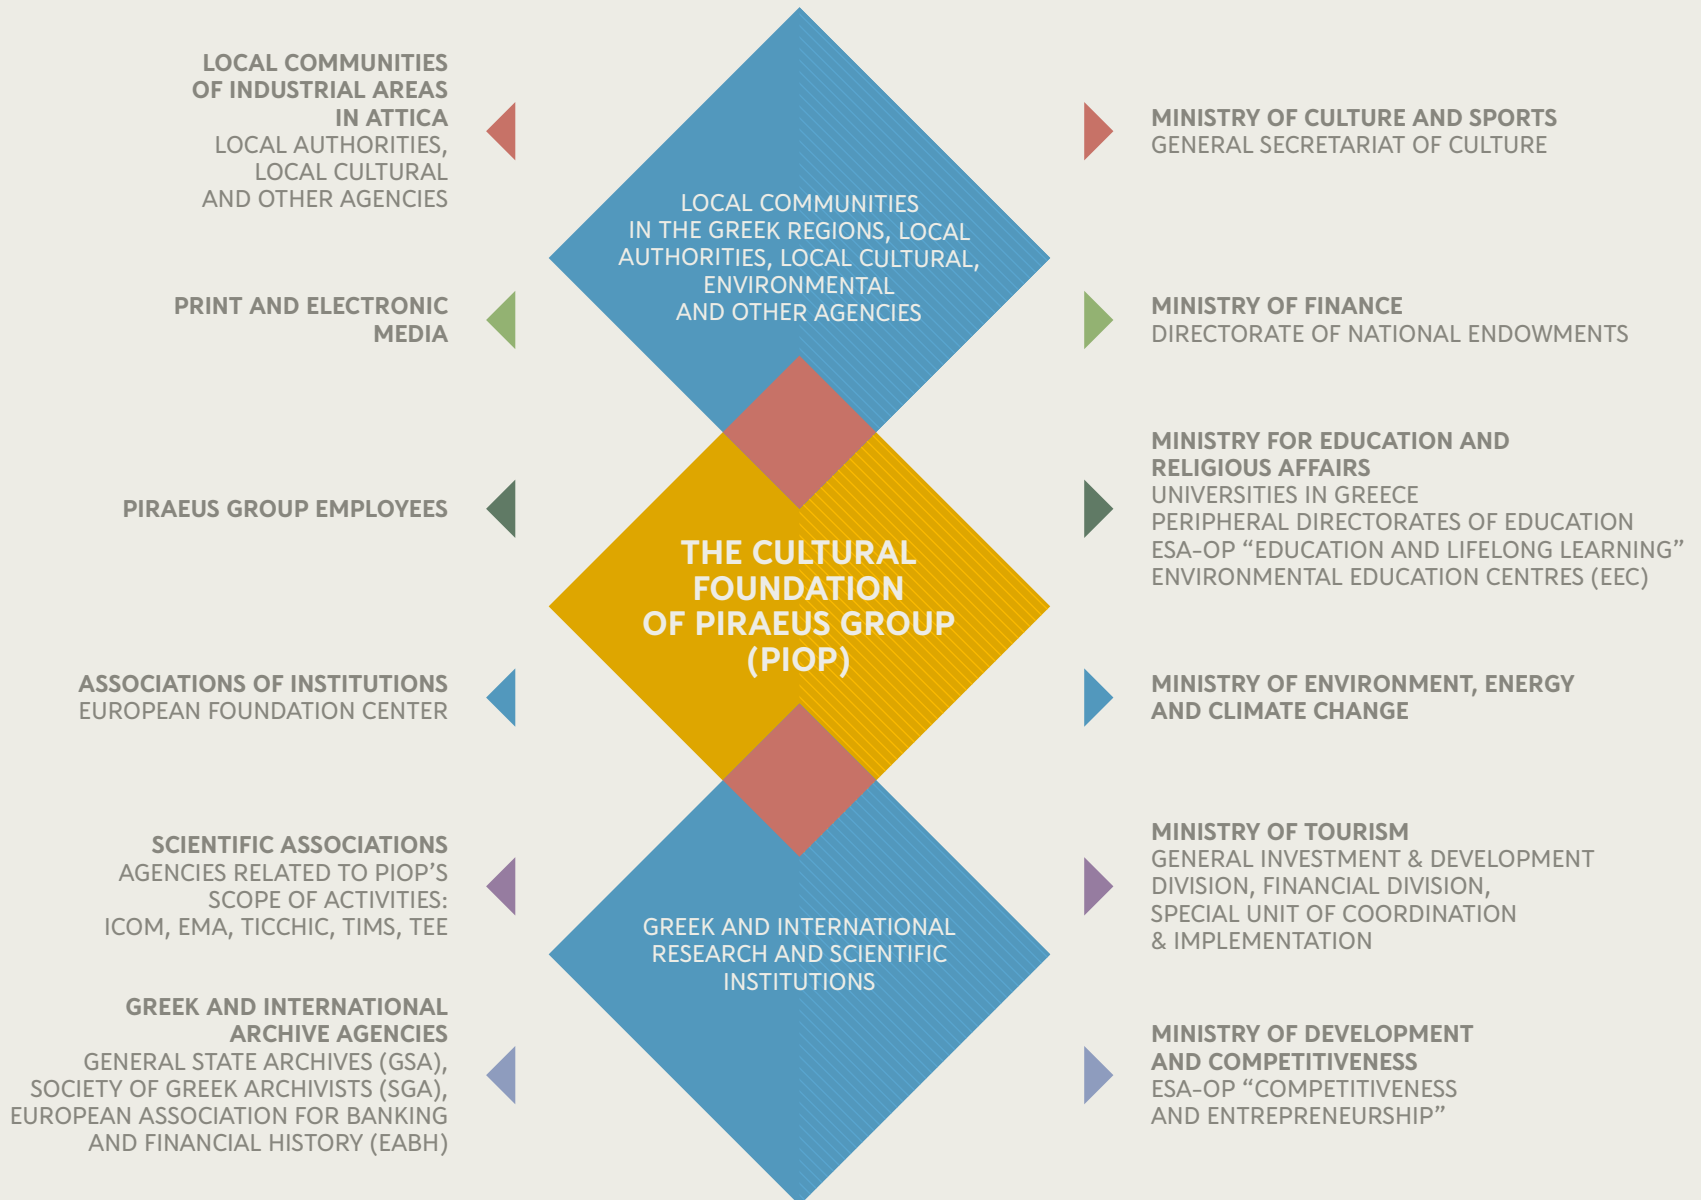 LOCAL COMMUNITIES
OF INDUSTRIAL AREAS
IN ATTICA
LOCAL AUTHORITIES,
LOCAL CULTURAL
AND OTHER AGENCIES
PRINT AND ELECTRONIC
MEDIA
PIRAEUS GROUP EMPLOYEES
ASSOCIATIONS OF INSTITUTIONS
EUROPEAN FOUNDATION CENTER
SCIENTIFIC ASSOCIATIONS
AGENCIES RELATED TO PIOP'S
SCOPE OF ACTIVITIES:
ICOM, EMA, TICCHIC, TIMS, TEE
GREEK AND INTERNATIONAL
ARCHIVE AGENCIES
GENERAL STATE ARCHIVES (GSA),
SOCIETY OF GREEK ARCHIVISTS (SGA),
EUROPEAN ASSOCIATION FOR BANKING
AND FINANCIAL HISTORY (EABH)
LOCAL COMMUNITIES
IN THE GREEK REGIONS, LOCAL
AUTHORITIES, LOCAL CULTURAL,
ENVIRONMENTAL
AND OTHER AGENCIES
THE CULTURAL
FOUNDATION
OF PIRAEUS GROUP
(PIOP)
GREEK AND INTERNATIONAL
RESEARCH AND SCIENTIFIC
INSTITUTIONS
MINISTRY OF CULTURE AND SPORTS
GENERAL SECRETARIAT OF CULTURE
MINISTRY OF FINANCE
DIRECTORATE OF NATIONAL ENDOWMENTS
MINISTRY FOR EDUCATION AND
RELIGIOUS AFFAIRS
UNIVERSITIES IN GREECE
PERIPHERAL DIRECTORATES OF EDUCATION
ESA-OP “EDUCATION AND LIFELONG LEARNING”
ENVIRONMENTAL EDUCATION CENTRES (EEC)
MINISTRY OF ENVIRONMENT, ENERGY
AND CLIMATE CHANGE
MINISTRY OF TOURISM
GENERAL INVESTMENT & DEVELOPMENT
DIVISION, FINANCIAL DIVISION,
SPECIAL UNIT OF COORDINATION
& IMPLEMENTATION
MINISTRY OF DEVELOPMENT
AND COMPETITIVENESS
ESA-OP “COMPETITIVENESS
AND ENTREPRENEURSHIP”